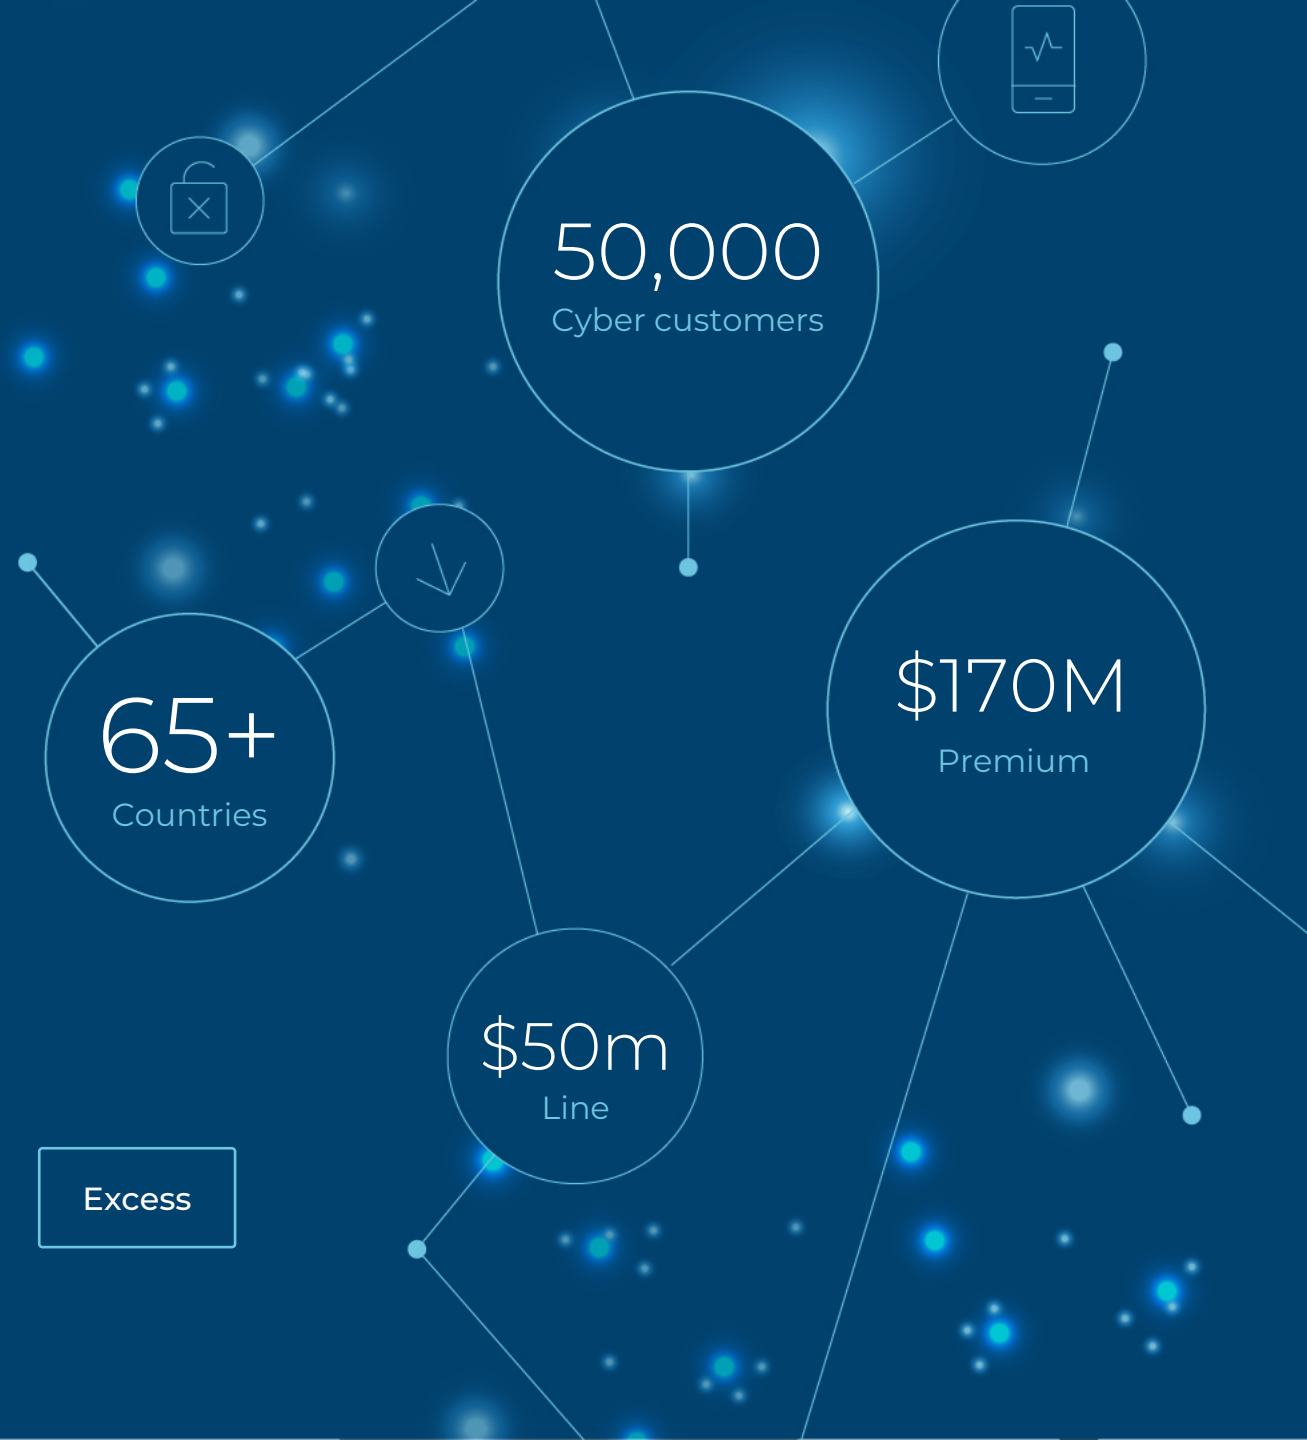 50,000
Cyber customers
65+
Countries
$170M
Premium
$50m
Line
Excess